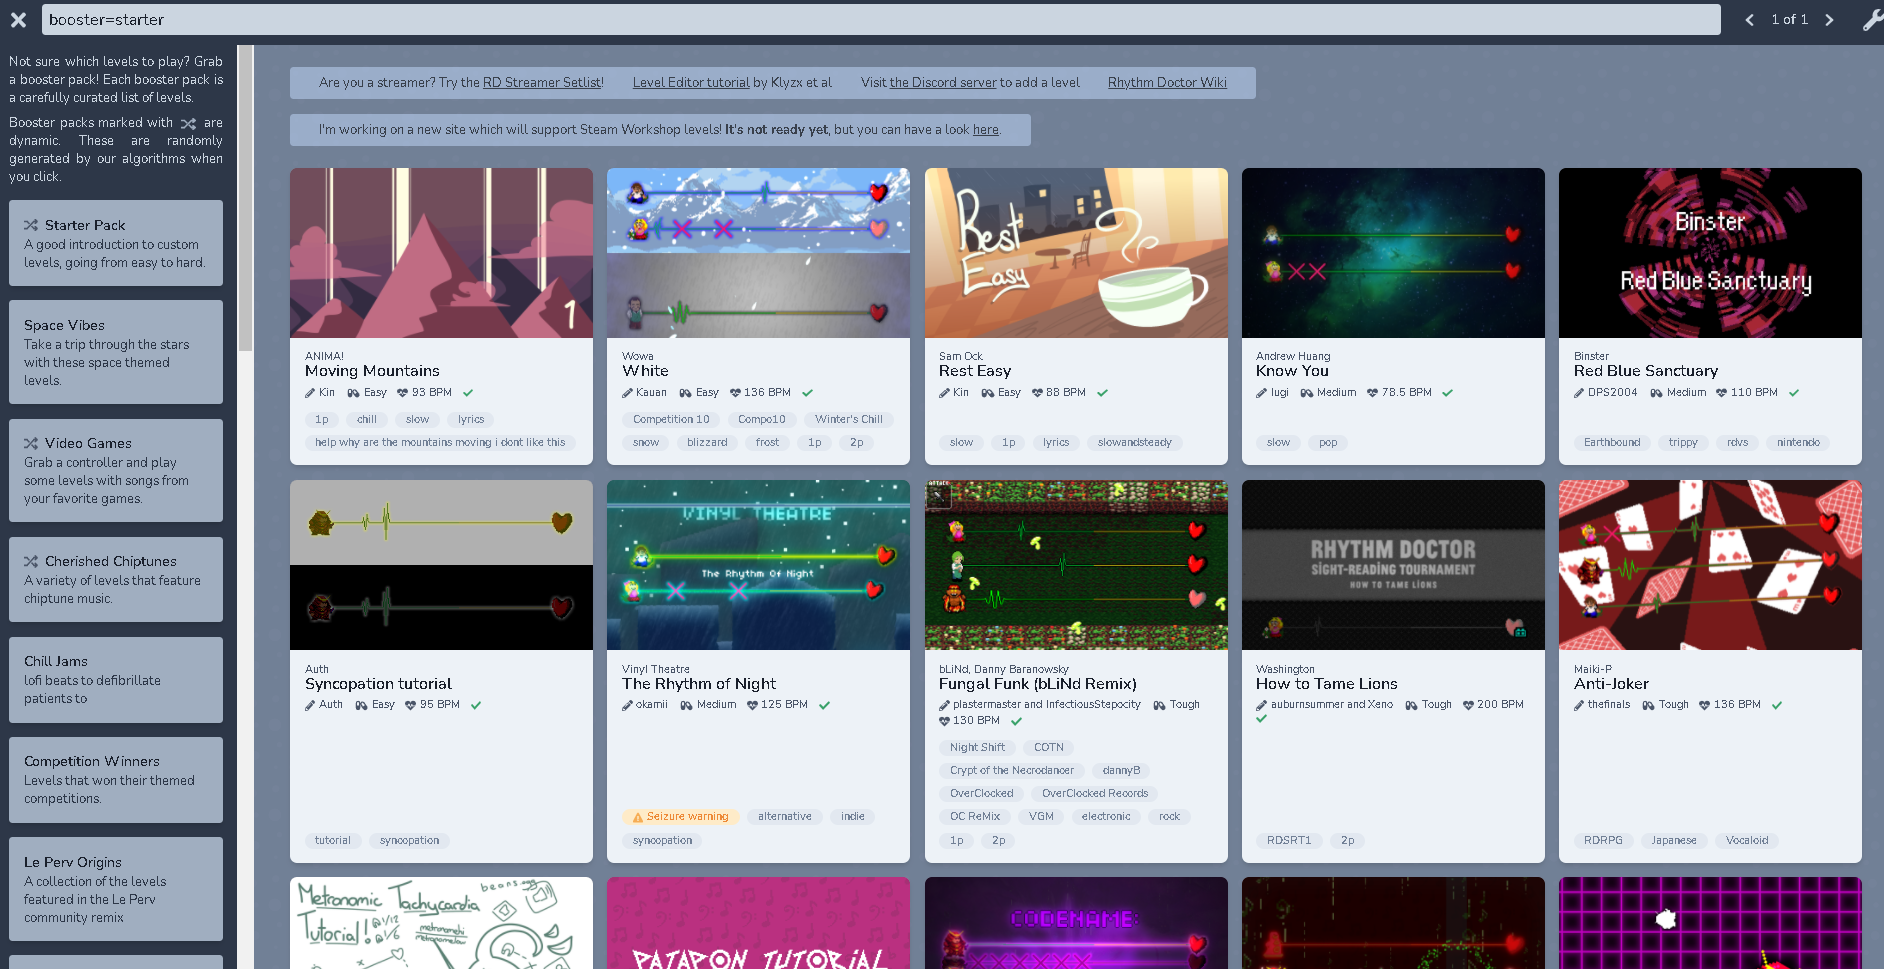 booster=starter
1 of 1
Not sure which levels to play? Grab
a booster pack! Each booster pack is
a carefully curated list of levels.
Booster packs marked with are
dynamic. These are randomly
generated by our algorithms when
you click.
Starter Pack
A good introduction to custom
levels, going from easy to hard.
Space Vibes
Take a trip through the stars
with these space themed
levels.
Video Games
Grab a controller and play
some levels with songs from
your favorite games.
Cherished Chiptunes
A variety of levels that feature
chiptune music.
Chill Jams
lofi beats to defibrillate
patients to
Competition Winners
Levels that won their themed
competitions.
Le Perv Origins
A collection of the levels
featured in the Le Perv
community remix
Are you a streamer? Try the RD Streamer Setlist! Level Editor tutorial by Klyzx et al Visit the Discord server to add a level Rhythm Doctor Wiki
I'm working on a new site which will support Steam Workshop levels! It's not ready yet, but you can have a look here.
1
ANIMA!
Moving Mountains
Kin Easy 93 BPM
1p chill slow lyrics
help why are the mountains moving i dont like this
Wowa
White
Kauan Easy 136 BPM
Competition 10 Compo10 Winter's Chill
snow blizzard frost 1p 2p
Rest
Easy
Sam Ock
Rest Easy
Kin Easy 88 BPM
slow 1p lyrics slowandsteady
Andrew Huang
Know You
lugi Medium 78.5 BPM
slow pop
Binster
Red Blue Sanctuary
Binster
Red Blue Sanctuary
DPS2004 Medium 110 BPM
Earthbound trippy rdvs nintendo
Auth
Syncopation tutorial
Auth Easy 95 BPM
tutorial syncopation
VINYL THEATRE
The Rhythm Of Night
Vinyl Theatre
The Rhythm of Night
okamii Medium 125 BPM
Seizure warning alternative indie
syncopation
bLiNd, Danny Baranowsky
Fungal Funk (bLiNd Remix)
plastermaster and InfectiousStepocity Tough
130 BPM
Night Shift COTN
Crypt of the Necrodancer dannyB
OverClocked OverClocked Records
OC ReMix VGM electronic rock
1p 2p
RHYTHM DOCTOR
SIGHT-READING TOURNAMENT
HOW TO TAME LIONS
Washington
How to Tame Lions
auburnsummer and Xeno Tough 200 BPM
RDSRT1 2p
Maiki-P
Anti-Joker
thefinals Tough 136 BPM
RDRPG Japanese Vocaloid
Metronomic Tachycardia
Tutorial!
PATAPON TUTORIAL
CODENAME: